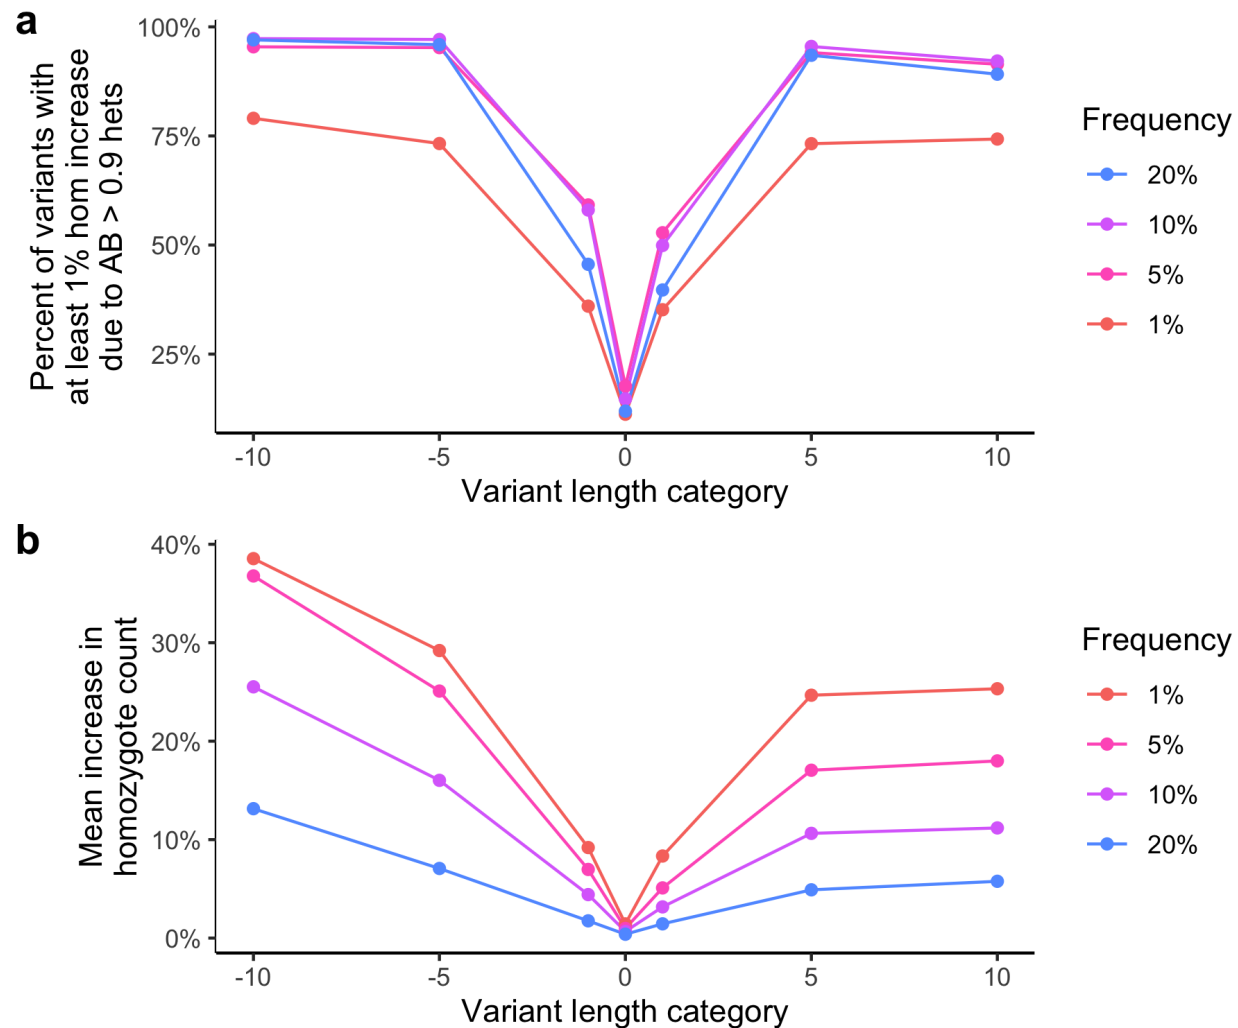 a
Percent of variants with
at least 1% hom increase
due to AB > 0.9 hets
100%
75%
50%
25%
-10 -5 0 5 10
Variant length category
Frequency
20%
10%
5%
1%
b
Mean increase in
homozygote count
40%
30%
20%
10%
0%
-10 -5 0 5 10
Variant length category
Frequency
1%
5%
10%
20%